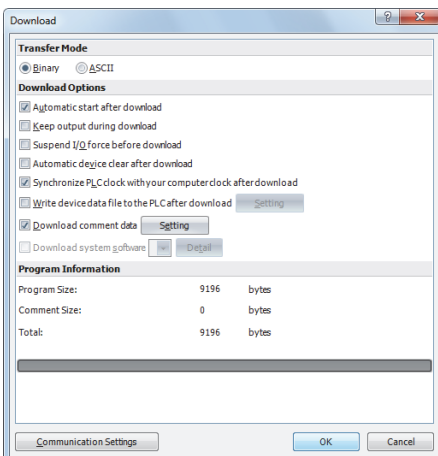 Download
Transfer Mode
Binary ASCII
Download Options
Automatic start after download
Keep output during download
Suspend I/O force before download
Automatic device clear after download
Synchronize PLC clock with your computer clock after download
Write device data file to the PLC after download Setting
Download comment data Setting
Download system software Detail
Program Information
Program Size: 9196 bytes
Comment Size: 0 bytes
Total: 9196 bytes
Communication Settings OK Cancel